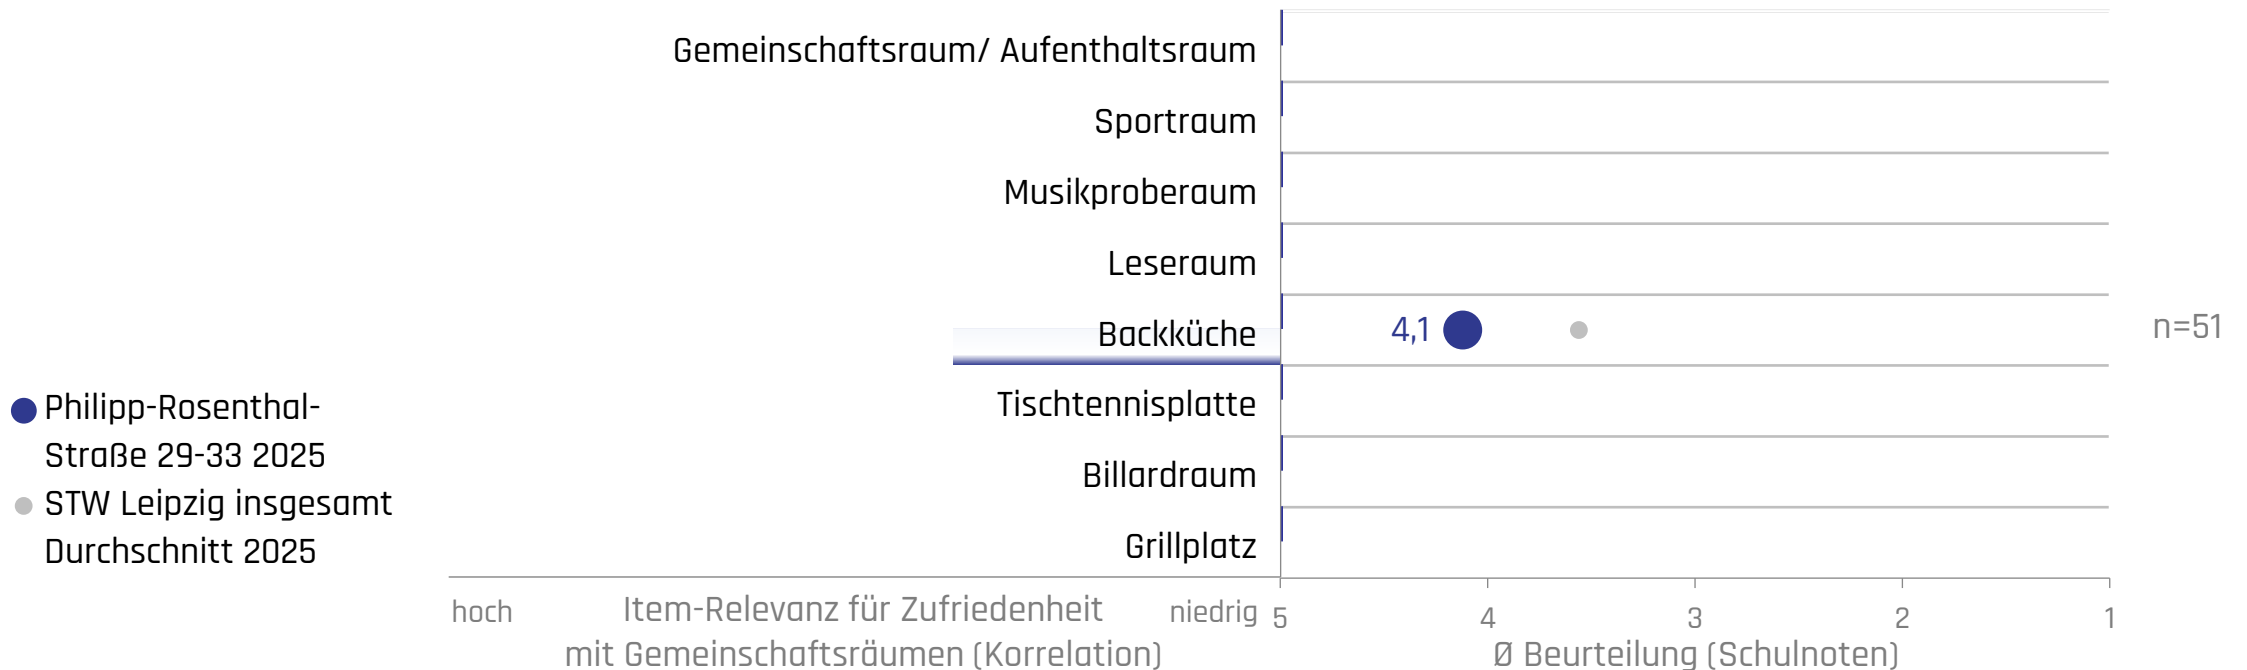 Gemeinschaftsraum/ Aufenthaltsraum
Sportraum
Musikproberaum
Leseraum
Backküche
4,1
n=51
Tischtennisplatte
Billardraum
Grillplatz
Philipp-Rosenthal-
Straße 29-33 2025
STW Leipzig insgesamt
Durchschnitt 2025
hoch
Item-Relevanz für Zufriedenheit
mit Gemeinschaftsräumen (Korrelation)
niedrig
5 4 3 2 1
Ø Beurteilung (Schulnoten)